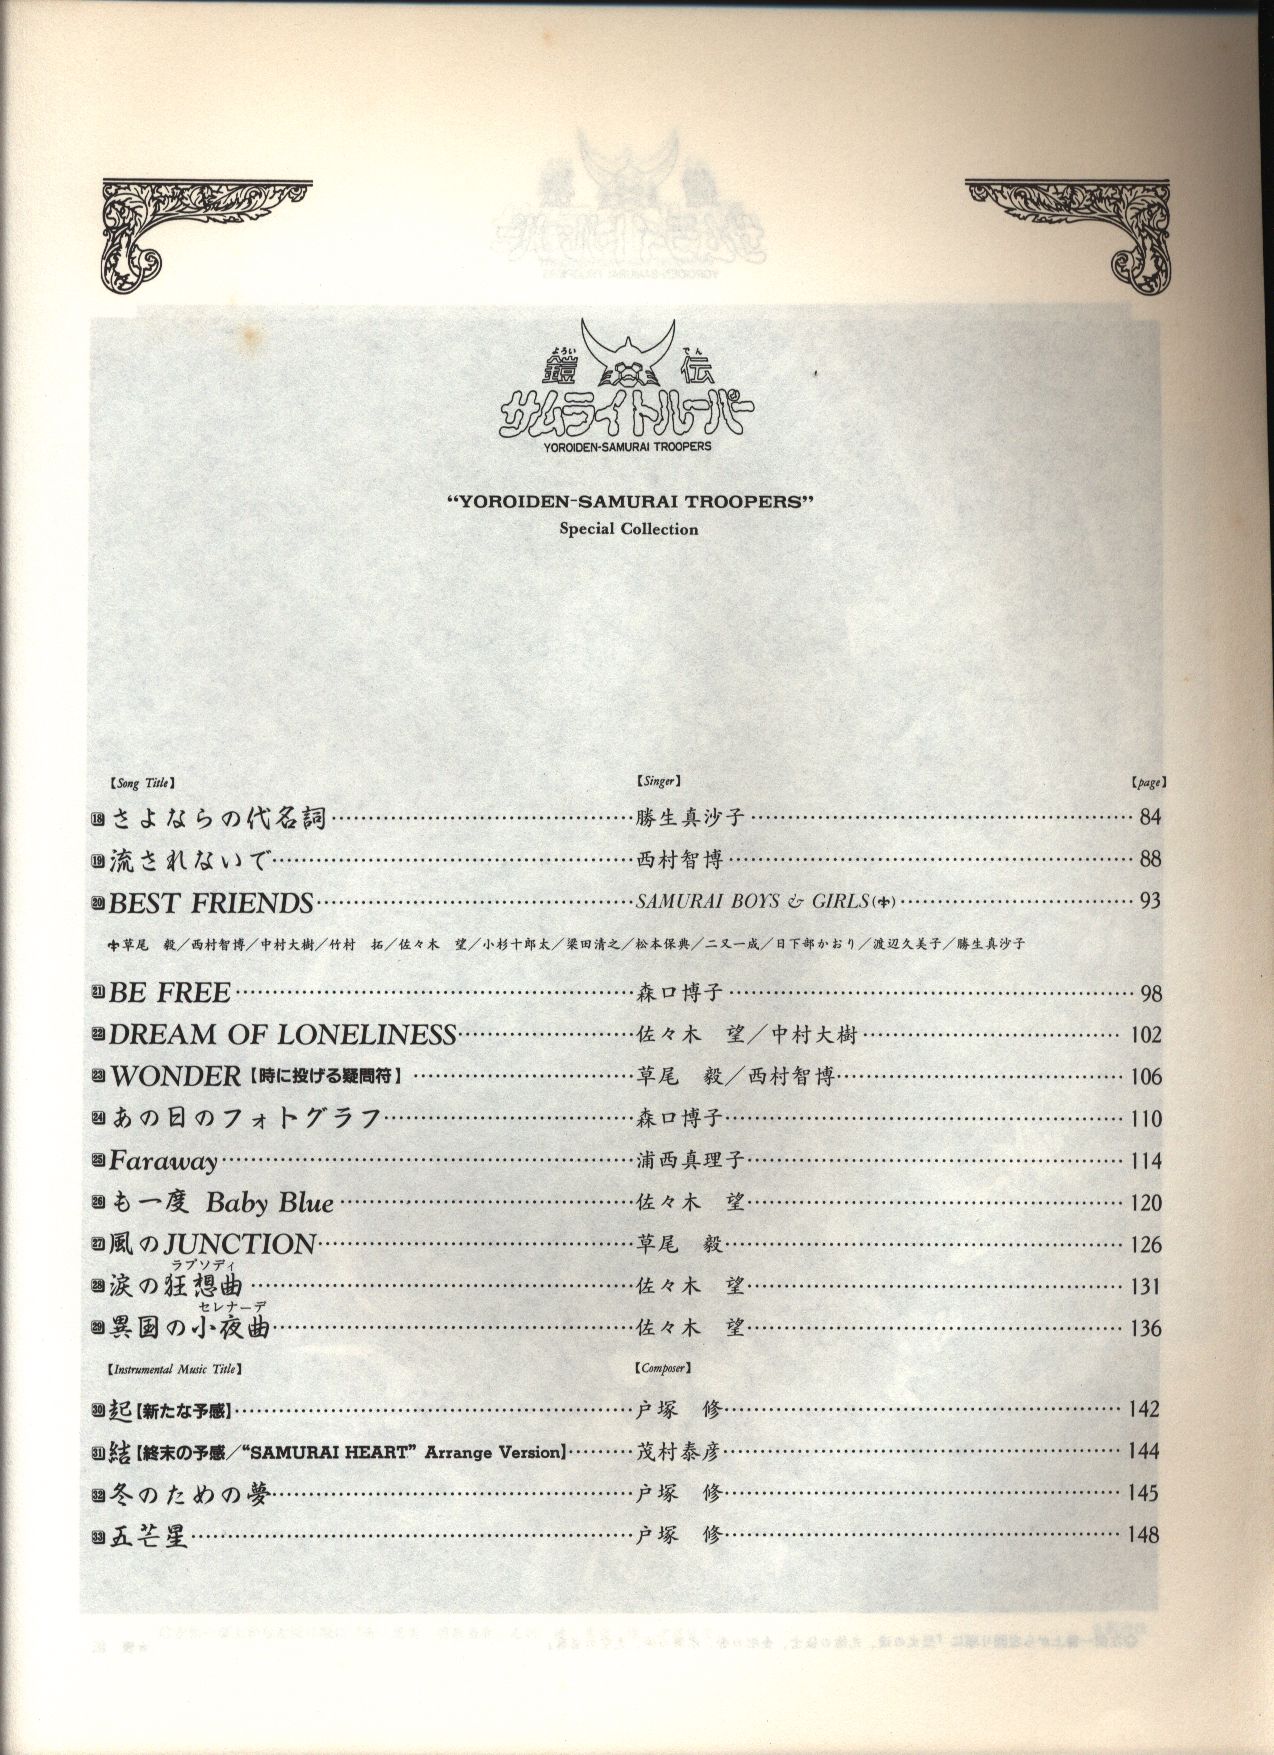 よろい でん
鎧 伝
サムライトルーパー
YOROIDEN-SAMURAI TROOPERS
“YOROIDEN-SAMURAI TROOPERS”
Special Collection
【Song Title】 【Singer】 【page】
⑱さよならの代名詞 勝生真沙子 84
⑲流されないで 西村智博 88
⑳BEST FRIENDS SAMURAI BOYS & GIRLS(✤) 93
✤草尾 毅/西村智博/中村大樹/竹村 拓/佐々木 望/小杉十郎太/梁田清之/松本保典/二又一成/日下部かおり/渡辺久美子/勝生真沙子
㉑BE FREE 森口博子 98
㉒DREAM OF LONELINESS 佐々木 望/中村大樹 102
㉓WONDER【時に投げる疑問符】 草尾 毅/西村智博 106
㉔あの日のフォトグラフ 森口博子 110
㉕Faraway 浦西真理子 114
㉖も一度 Baby Blue 佐々木 望 120
㉗風のJUNCTION 草尾 毅 126
ラプソディ
㉘涙の狂想曲 佐々木 望 131
セレナーデ
㉙異国の小夜曲 佐々木 望 136
【Instrumental Music Title】 【Composer】
㉚起【新たな予感】 戸塚 修 142
㉛結【終末の予感/“SAMURAI HEART” Arrange Version】 茂村泰彦 144
㉜冬のための夢 戸塚 修 145
㉝五芒星 戸塚 修 148